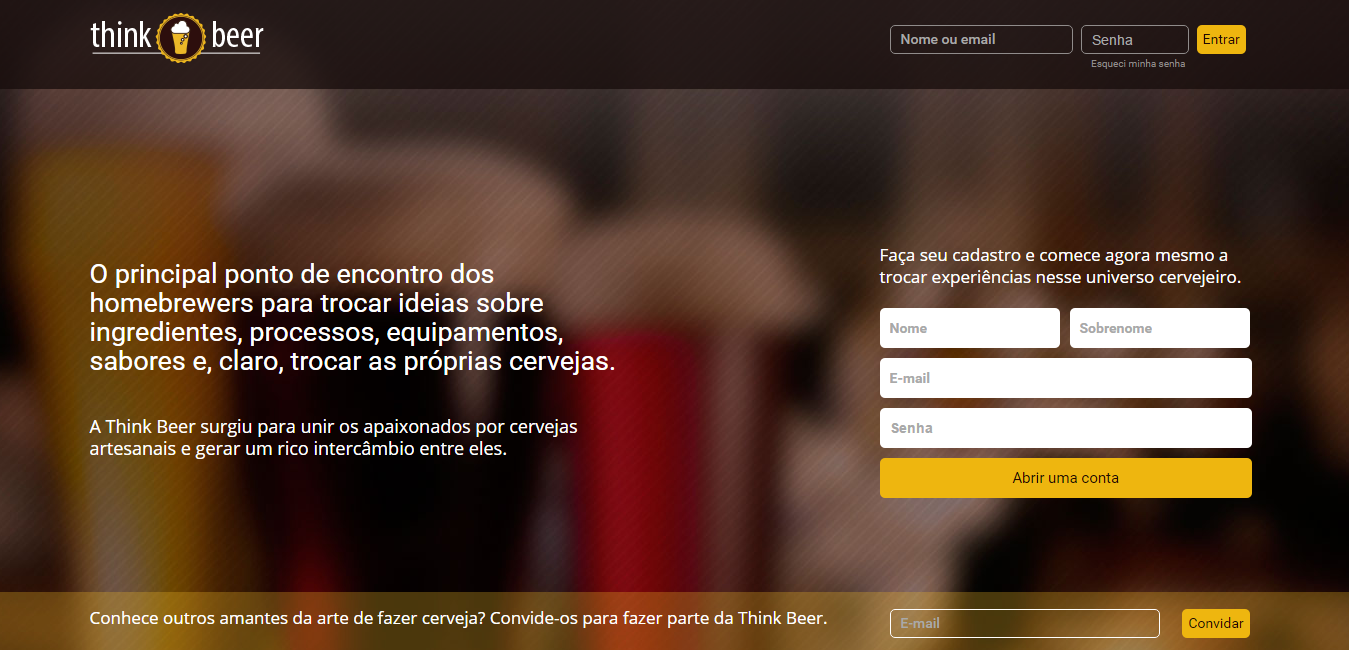 think beer
Nome ou email
Senha
Entrar
Esqueci minha senha
O principal ponto de encontro dos
homebrewers para trocar ideias sobre
ingredientes, processos, equipamentos,
sabores e, claro, trocar as próprias cervejas.
A Think Beer surgiu para unir os apaixonados por cervejas
artesanais e gerar um rico intercâmbio entre eles.
Faça seu cadastro e comece agora mesmo a
trocar experiências nesse universo cervejeiro.
Nome
Sobrenome
E-mail
Senha
Abrir uma conta
Conhece outros amantes da arte de fazer cerveja? Convide-os para fazer parte da Think Beer.
E-mail
Convidar